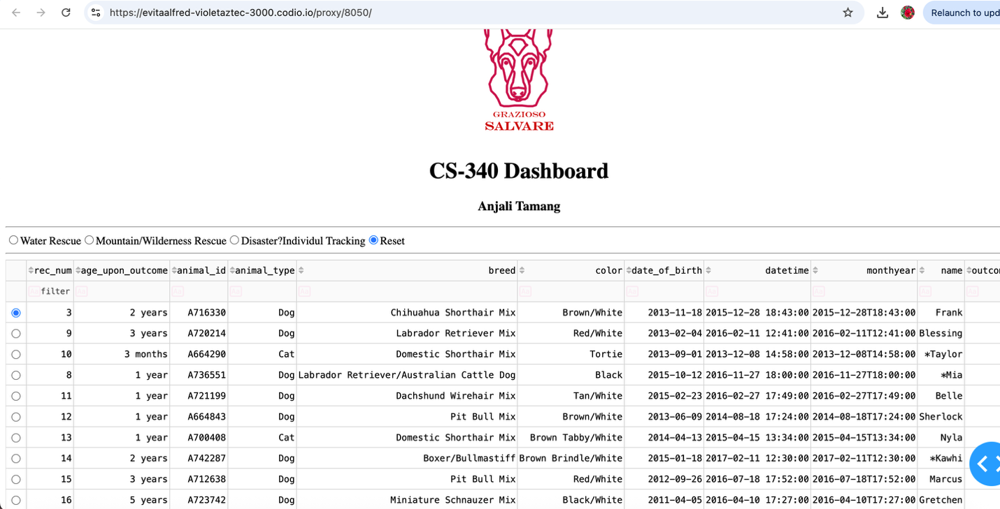 https://evitaalfred-violetaztec-3000.codio.io/proxy/8050/ Relaunch to upd
GRAZIOSO
SALVARE
CS-340 Dashboard
Anjali Tamang
Water Rescue Mountain/Wilderness Rescue Disaster?Individul Tracking Reset
rec_num age_upon_outcome animal_id animal_type breed color date_of_birth datetime monthyear name outcom
Aa filter Aa Aa Aa Aa Aa Aa Aa Aa Aa Aa
3 2 years A716330 Dog Chihuahua Shorthair Mix Brown/White 2013-11-18 2015-12-28 18:43:00 2015-12-28T18:43:00 Frank
9 3 years A720214 Dog Labrador Retriever Mix Red/White 2013-02-04 2016-02-11 12:41:00 2016-02-11T12:41:00 Blessing
10 3 months A664290 Cat Domestic Shorthair Mix Tortie 2013-09-01 2013-12-08 14:58:00 2013-12-08T14:58:00 *Taylor
8 1 year A736551 Dog Labrador Retriever/Australian Cattle Dog Black 2015-10-12 2016-11-27 18:00:00 2016-11-27T18:00:00 *Mia
11 1 year A721199 Dog Dachshund Wirehair Mix Tan/White 2015-02-23 2016-02-27 17:49:00 2016-02-27T17:49:00 Belle
12 1 year A664843 Dog Pit Bull Mix Brown/White 2013-06-09 2014-08-18 17:24:00 2014-08-18T17:24:00 Sherlock
13 1 year A700408 Cat Domestic Shorthair Mix Brown Tabby/White 2014-04-13 2015-04-15 13:34:00 2015-04-15T13:34:00 Nyla
14 2 years A742287 Dog Boxer/Bullmastiff Brown Brindle/White 2015-01-18 2017-02-11 12:30:00 2017-02-11T12:30:00 *Kawhi
15 3 years A712638 Dog Pit Bull Mix Red/White 2012-09-26 2016-07-18 17:52:00 2016-07-18T17:52:00 Marcus
16 5 years A723742 Dog Miniature Schnauzer Mix Black/White 2011-04-05 2016-04-10 17:27:00 2016-04-10T17:27:00 Gretchen